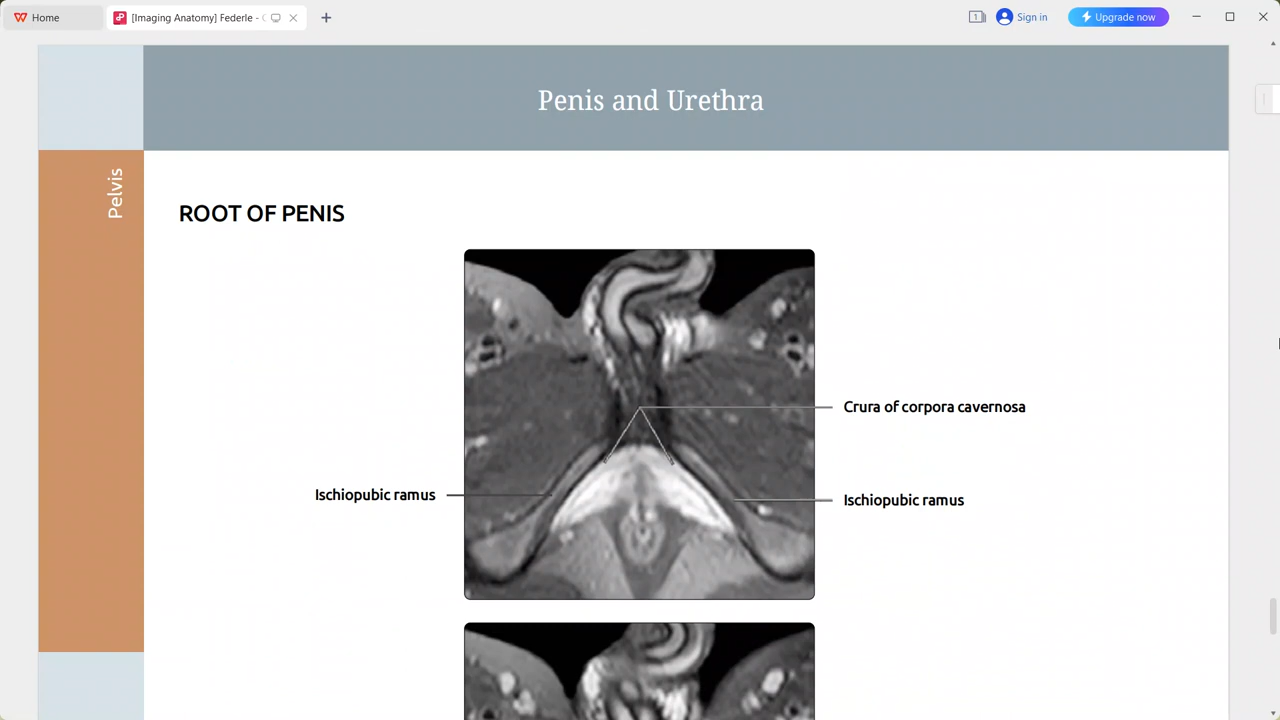 Home
[Imaging Anatomy] Federle -
1
Sign in
Upgrade now
Penis and Urethra
Pelvis
ROOT OF PENIS
Crura of corpora cavernosa
Ischiopubic ramus
Ischiopubic ramus